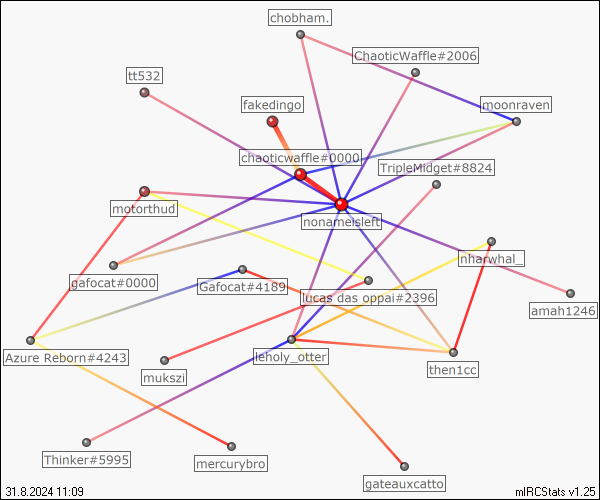 chobham.
ChaoticWaffle#2006
tt532
fakedingo
moonraven
chaoticwaffle#0000
TripleMidget#8824
motorthud
nonameisleft
nharwhal_
gafocat#0000
Gafocat#4189
lucas das oppai#2396
amah1246
Azure Reborn#4243
leholy_otter
mukszi
then1cc
Thinker#5995
mercurybro
gateauxcatto
31.8.2024 11:09
mIRCStats v1.25